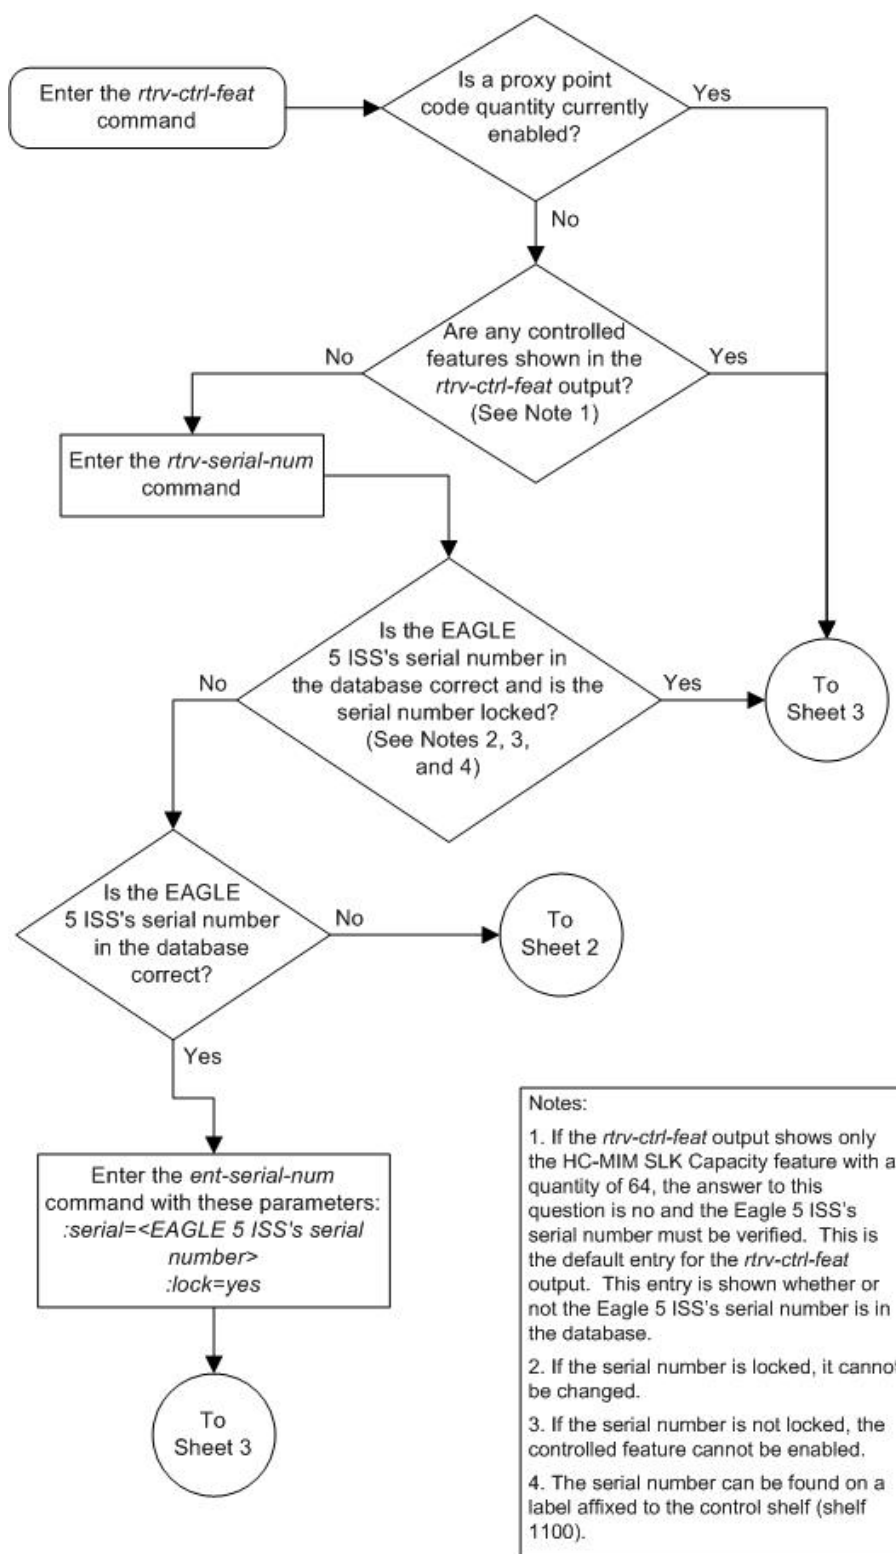 Enter the rtrv-ctrl-feat
command
Is a proxy point
code quantity currently
enabled?
Yes
No
Are any controlled
features shown in the
rtrv-ctrl-feat output?
(See Note 1)
No
Yes
Enter the rtrv-serial-num
command
Is the EAGLE
5 ISS's serial number in
the database correct and is the
serial number locked?
(See Notes 2, 3,
and 4)
No
Yes
To
Sheet 3
Is the EAGLE
5 ISS's serial number
in the database
correct?
No
To
Sheet 2
Yes
Enter the ent-serial-num
command with these parameters:
:serial=<EAGLE 5 ISS's serial
number>
:lock=yes
To
Sheet 3
Notes:
1. If the rtrv-ctrl-feat output shows only
the HC-MIM SLK Capacity feature with a
quantity of 64, the answer to this
question is no and the Eagle 5 ISS's
serial number must be verified. This is
the default entry for the rtrv-ctrl-feat
output. This entry is shown whether or
not the Eagle 5 ISS's serial number is in
the database.
2. If the serial number is locked, it cannot
be changed.
3. If the serial number is not locked, the
controlled feature cannot be enabled.
4. The serial number can be found on a
label affixed to the control shelf (shelf
1100).